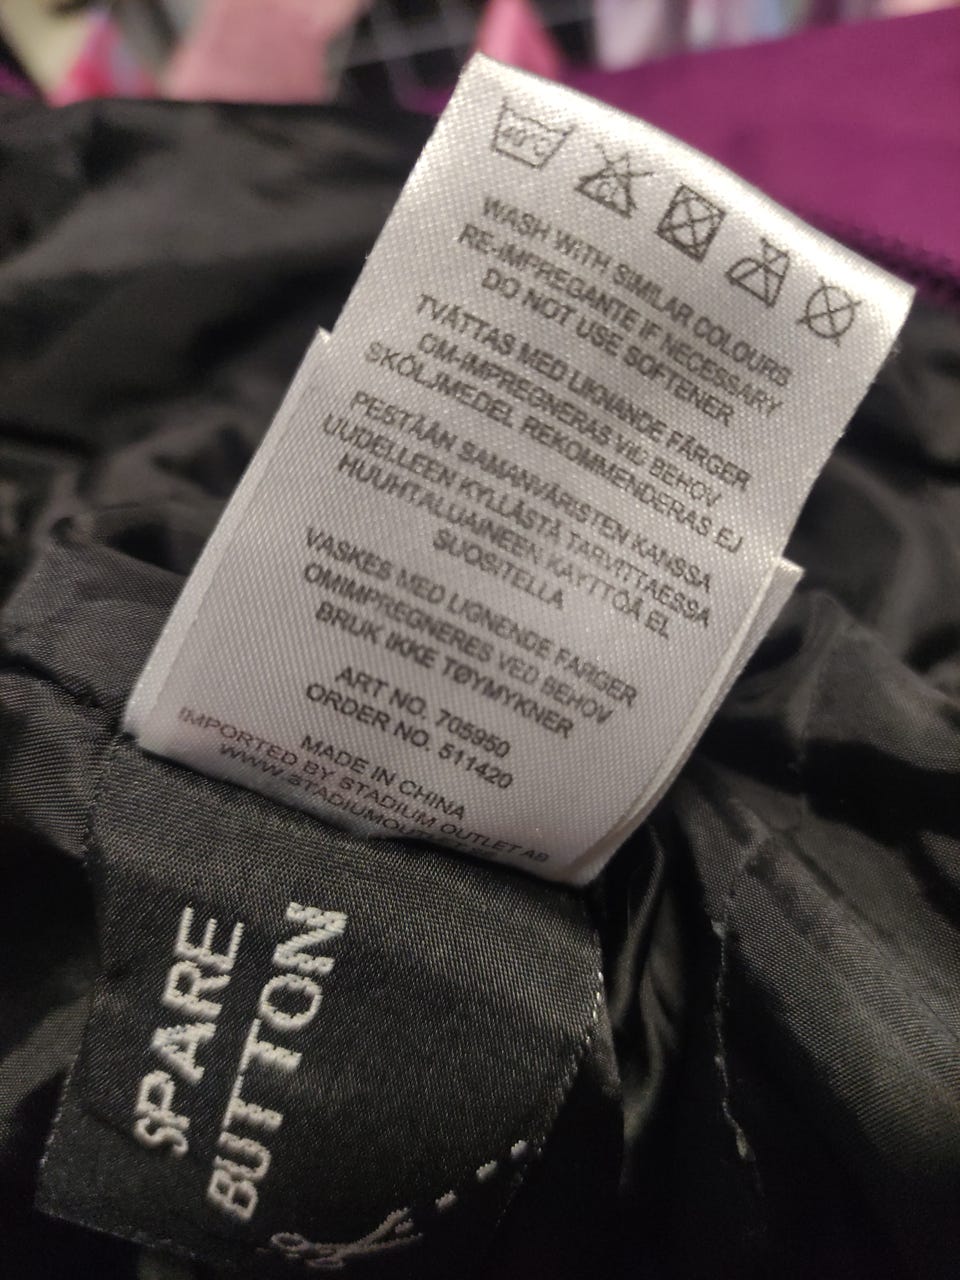 40°C
WASH WITH SIMILAR COLOURS
RE-IMPREGANTE IF NECESSARY
DO NOT USE SOFTENER
TVÄTTAS MED LIKNANDE FÄRGER
OM-IMPREGNERAS VID BEHOV
SKÖLJMEDEL REKOMMENDERAS EJ
PESTÄÄN SAMANVÄRISTEN KANSSA
UUDELLEEN KYLLÄSTÄ TARVITTAESSA
HUUHTALUAINEEN KÄYTTÖÄ EL
SUOSITELLA
VASKES MED LIGNENDE FARGER
OMIMPREGNERES VED BEHOV
BRUK IKKE TØYMYKNER
ART NO. 705950
ORDER NO. 511420
MADE IN CHINA
IMPORTED BY STADIUM OUTLET AB
SPARE
BUTTON